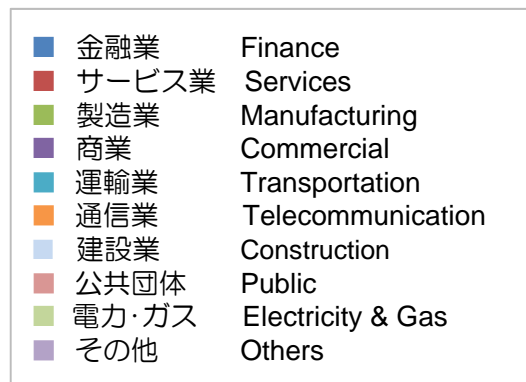 金融業 Finance
サービス業 Services
製造業 Manufacturing
商業 Commercial
運輸業 Transportation
通信業 Telecommunication
建設業 Construction
公共団体 Public
電力･ガス Electricity & Gas
その他 Others